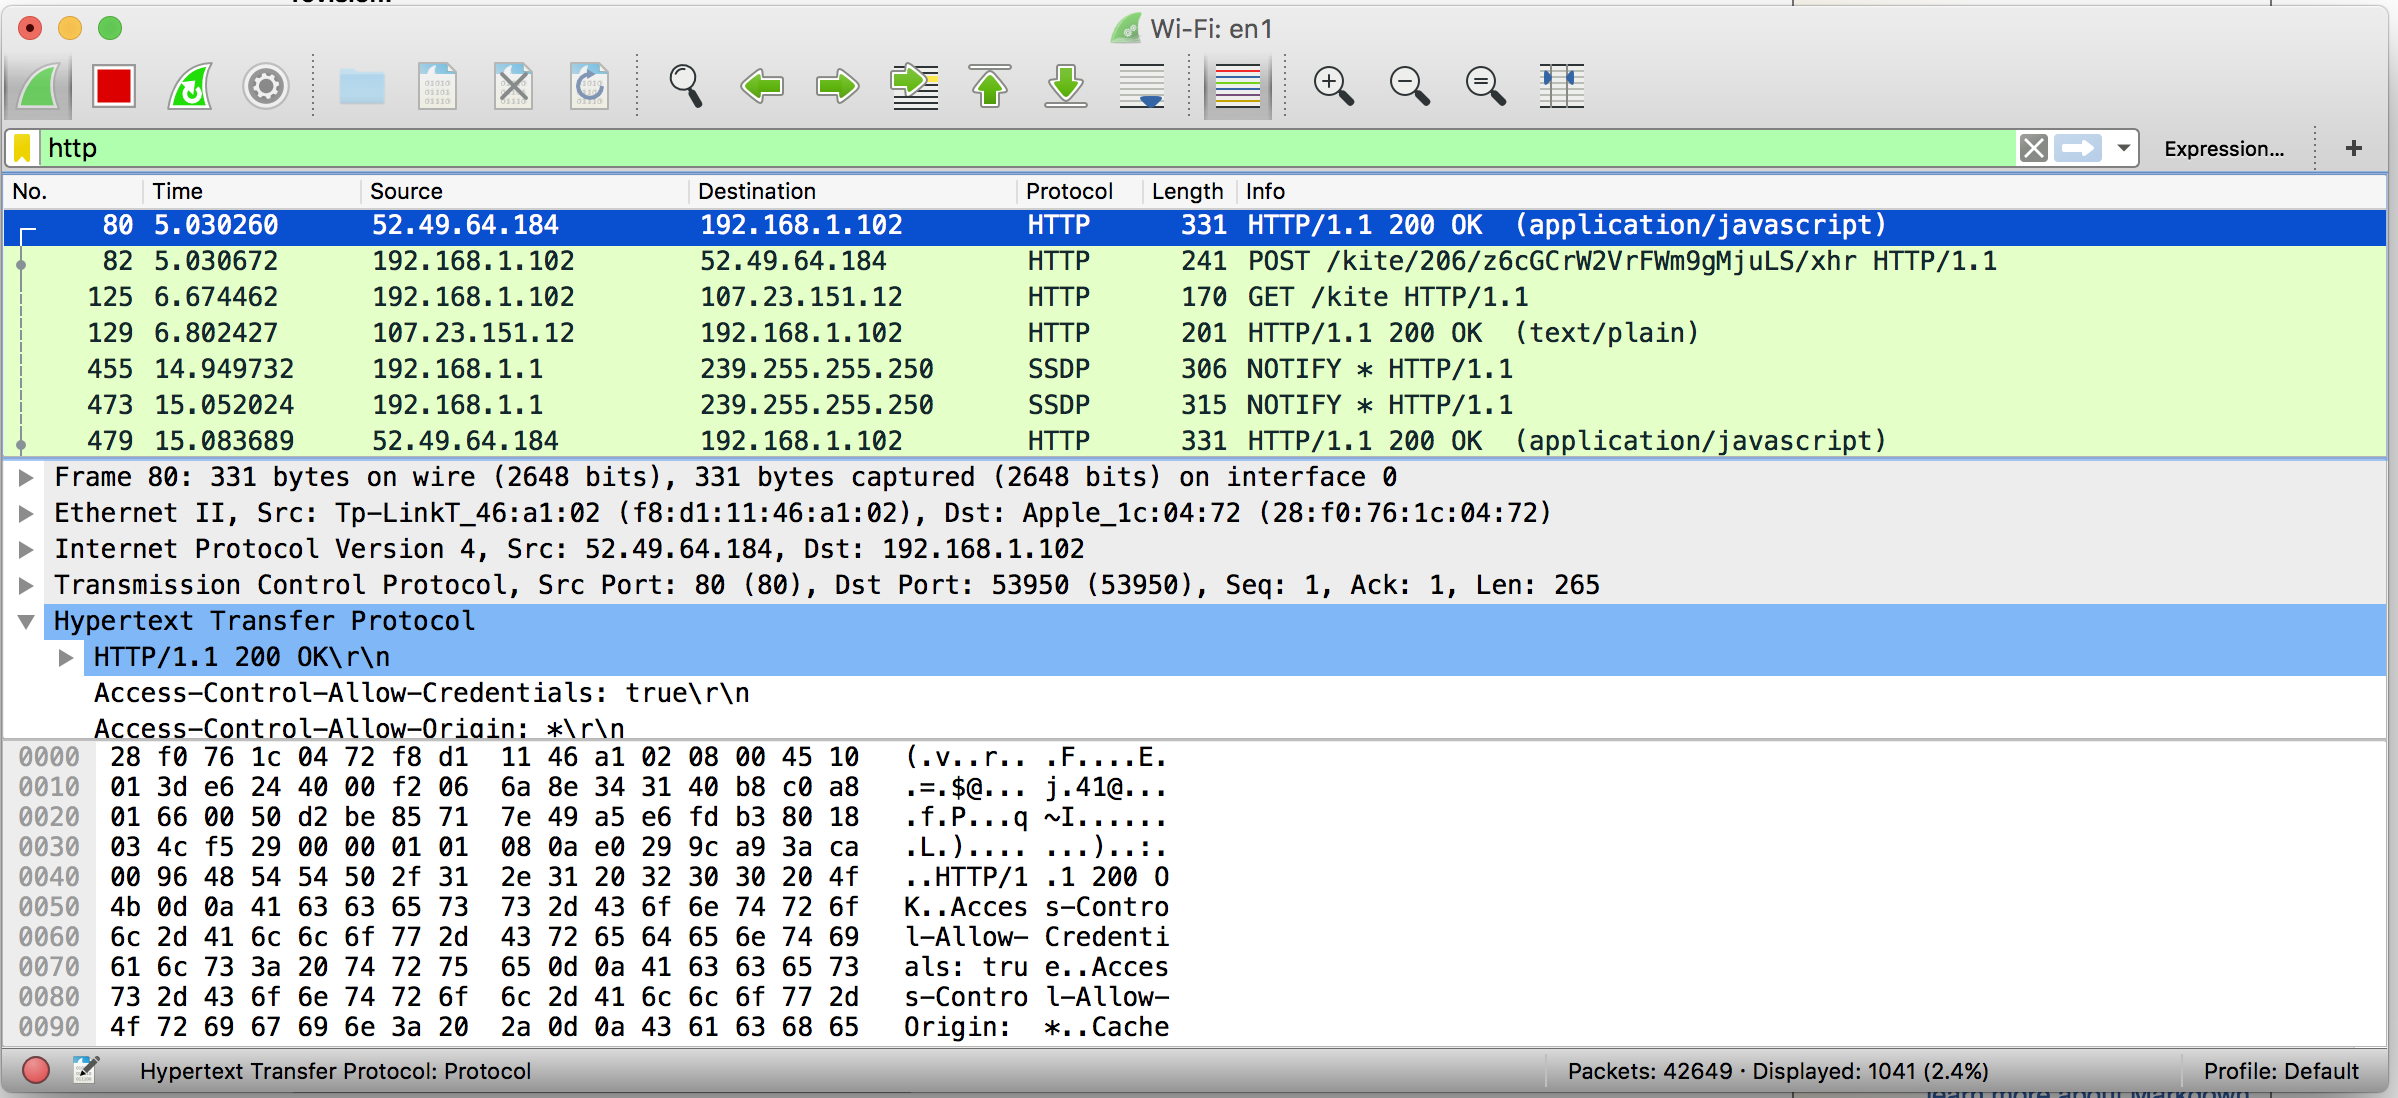 Wi-Fi: en1
http
Expression...
+
No. Time Source Destination Protocol Length Info
80 5.030260 52.49.64.184 192.168.1.102 HTTP 331 HTTP/1.1 200 OK (application/javascript)
82 5.030672 192.168.1.102 52.49.64.184 HTTP 241 POST /kite/206/z6cGCrW2VrFWm9gMjuLS/xhr HTTP/1.1
125 6.674462 192.168.1.102 107.23.151.12 HTTP 170 GET /kite HTTP/1.1
129 6.802427 107.23.151.12 192.168.1.102 HTTP 201 HTTP/1.1 200 OK (text/plain)
455 14.949732 192.168.1.1 239.255.255.250 SSDP 306 NOTIFY * HTTP/1.1
473 15.052024 192.168.1.1 239.255.255.250 SSDP 315 NOTIFY * HTTP/1.1
479 15.083689 52.49.64.184 192.168.1.102 HTTP 331 HTTP/1.1 200 OK (application/javascript)
Frame 80: 331 bytes on wire (2648 bits), 331 bytes captured (2648 bits) on interface 0
Ethernet II, Src: Tp-LinkT_46:a1:02 (f8:d1:11:46:a1:02), Dst: Apple_1c:04:72 (28:f0:76:1c:04:72)
Internet Protocol Version 4, Src: 52.49.64.184, Dst: 192.168.1.102
Transmission Control Protocol, Src Port: 80 (80), Dst Port: 53950 (53950), Seq: 1, Ack: 1, Len: 265
Hypertext Transfer Protocol
HTTP/1.1 200 OK\r\n
Access-Control-Allow-Credentials: true\r\n
Access-Control-Allow-Origin: *\r\n
0000 28 f0 76 1c 04 72 f8 d1 11 46 a1 02 08 00 45 10 (.v..r.. .F....E.
0010 01 3d e6 24 40 00 f2 06 6a 8e 34 31 40 b8 c0 a8 .=.$@... j.41@...
0020 01 66 00 50 d2 be 85 71 7e 49 a5 e6 fd b3 80 18 .f.P...q ~I......
0030 03 4c f5 29 00 00 01 01 08 0a e0 29 9c a9 3a ca .L.).... ...)..:.
0040 00 96 48 54 54 50 2f 31 2e 31 20 32 30 30 20 4f ..HTTP/1 .1 200 O
0050 4b 0d 0a 41 63 63 65 73 73 2d 43 6f 6e 74 72 6f K..Acces s-Contro
0060 6c 2d 41 6c 6c 6f 77 2d 43 72 65 64 65 6e 74 69 l-Allow- Credenti
0070 61 6c 73 3a 20 74 72 75 65 0d 0a 41 63 63 65 73 als: tru e..Acces
0080 73 2d 43 6f 6e 74 72 6f 6c 2d 41 6c 6c 6f 77 2d s-Contro l-Allow-
0090 4f 72 69 67 69 6e 3a 20 2a 0d 0a 43 61 63 68 65 Origin: *..Cache
Hypertext Transfer Protocol: Protocol
Packets: 42649 · Displayed: 1041 (2.4%)
Profile: Default
learn more about Markdown